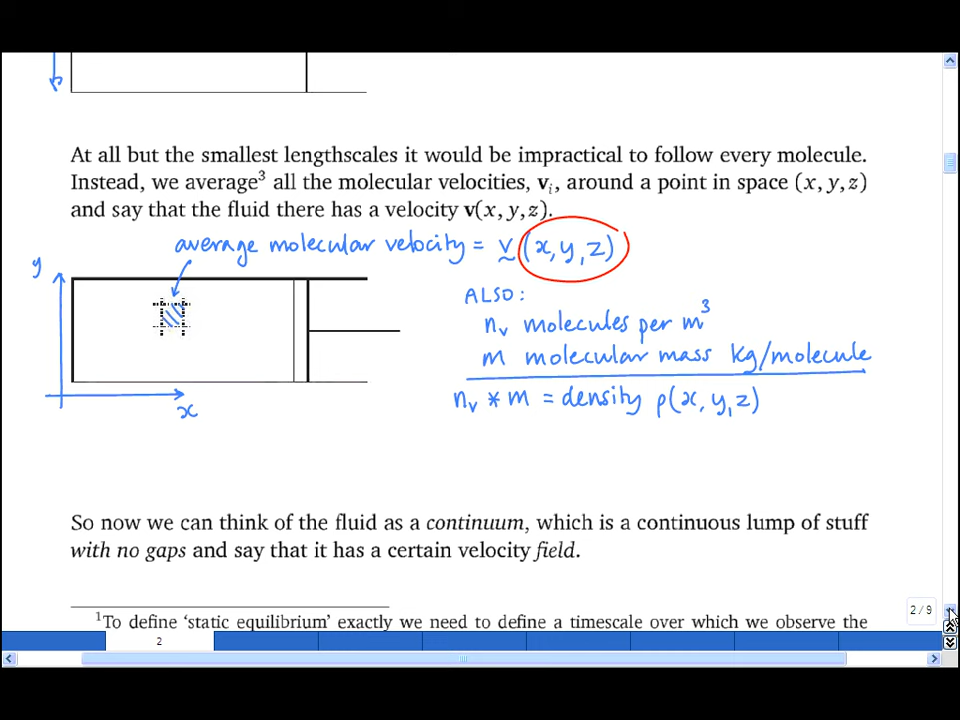 At all but the smallest lengthscales it would be impractical to follow every molecule.
Instead, we average³ all the molecular velocities, vᵢ, around a point in space (x, y, z)
and say that the fluid there has a velocity v(x, y, z).
average molecular velocity = v (x, y, z)
y
ALSO:
nᵥ molecules per m³
m molecular mass kg/molecule
nᵥ * m = density ρ(x, y, z)
x
So now we can think of the fluid as a continuum, which is a continuous lump of stuff
with no gaps and say that it has a certain velocity field.
2 / 9
¹To define ‘static equilibrium’ exactly we need to define a timescale over which we observe the
2